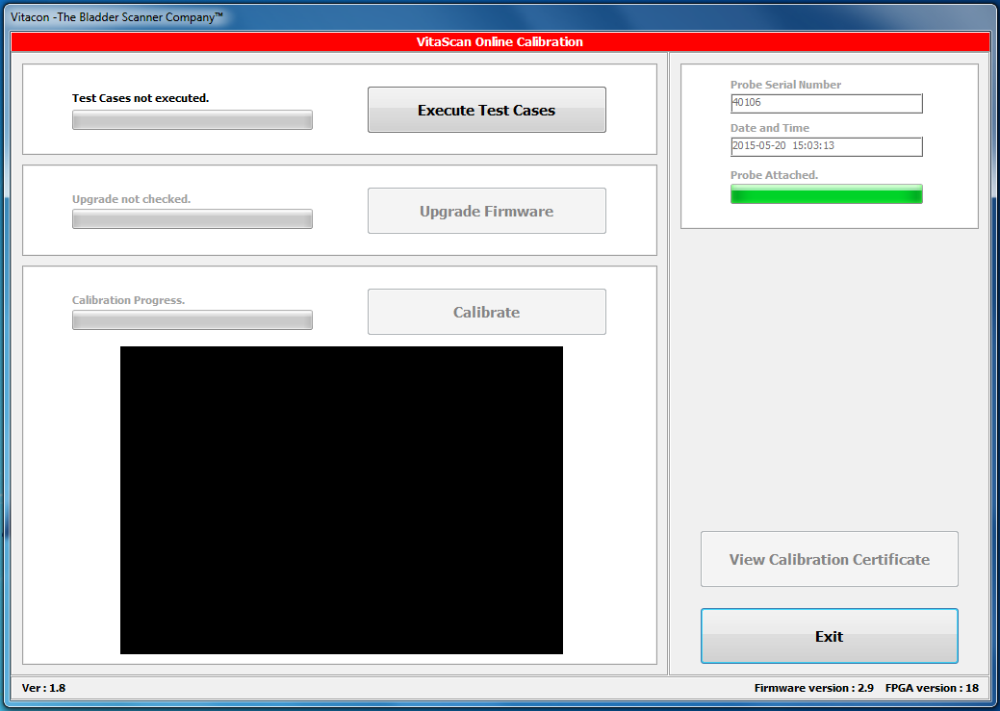 Vitacon -The Bladder Scanner Company™
VitaScan Online Calibration
Test Cases not executed.
Execute Test Cases
Upgrade not checked.
Upgrade Firmware
Calibration Progress.
Calibrate
Probe Serial Number
40106
Date and Time
2015-05-20 15:03:13
Probe Attached.
View Calibration Certificate
Exit
Ver : 1.8
Firmware version : 2.9 FPGA version : 18